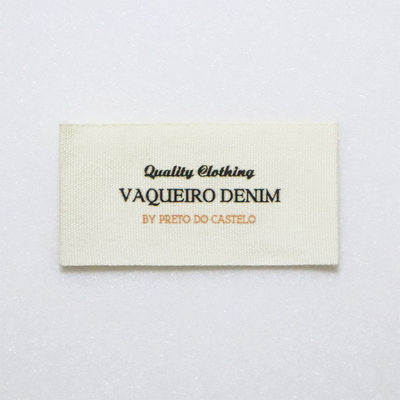 Quality Clothing
VAQUEIRO DENIM
BY PRETO DO CASTELO